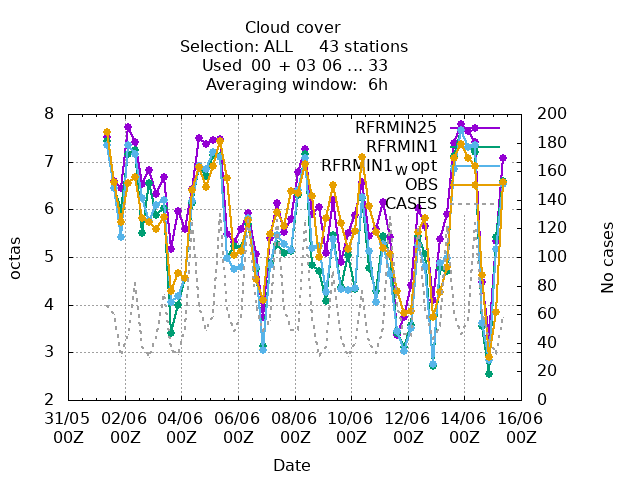 Cloud cover
Selection: ALL 43 stations
Used 00 + 03 06 ... 33
Averaging window: 6h
RFRMIN25
RFRMIN1
RFRMIN1w opt
OBS
CASES
octas
8
7
6
5
4
3
2
No cases
200
180
160
140
120
100
80
60
40
20
0
31/05 02/06 04/06 06/06 08/06 10/06 12/06 14/06 16/06
00Z 00Z 00Z 00Z 00Z 00Z 00Z 00Z 00Z
Date